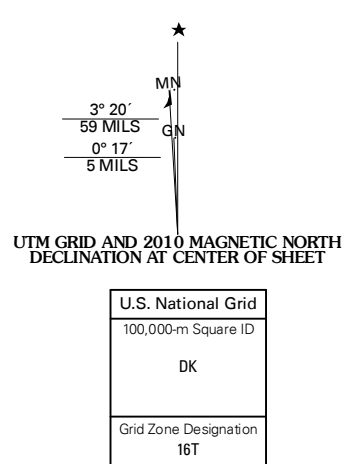 MN
3° 20´
59 MILS
GN
0° 17´
5 MILS
UTM GRID AND 2010 MAGNETIC NORTH
DECLINATION AT CENTER OF SHEET
U.S. National Grid
100,000-m Square ID
DK
Grid Zone Designation
16T